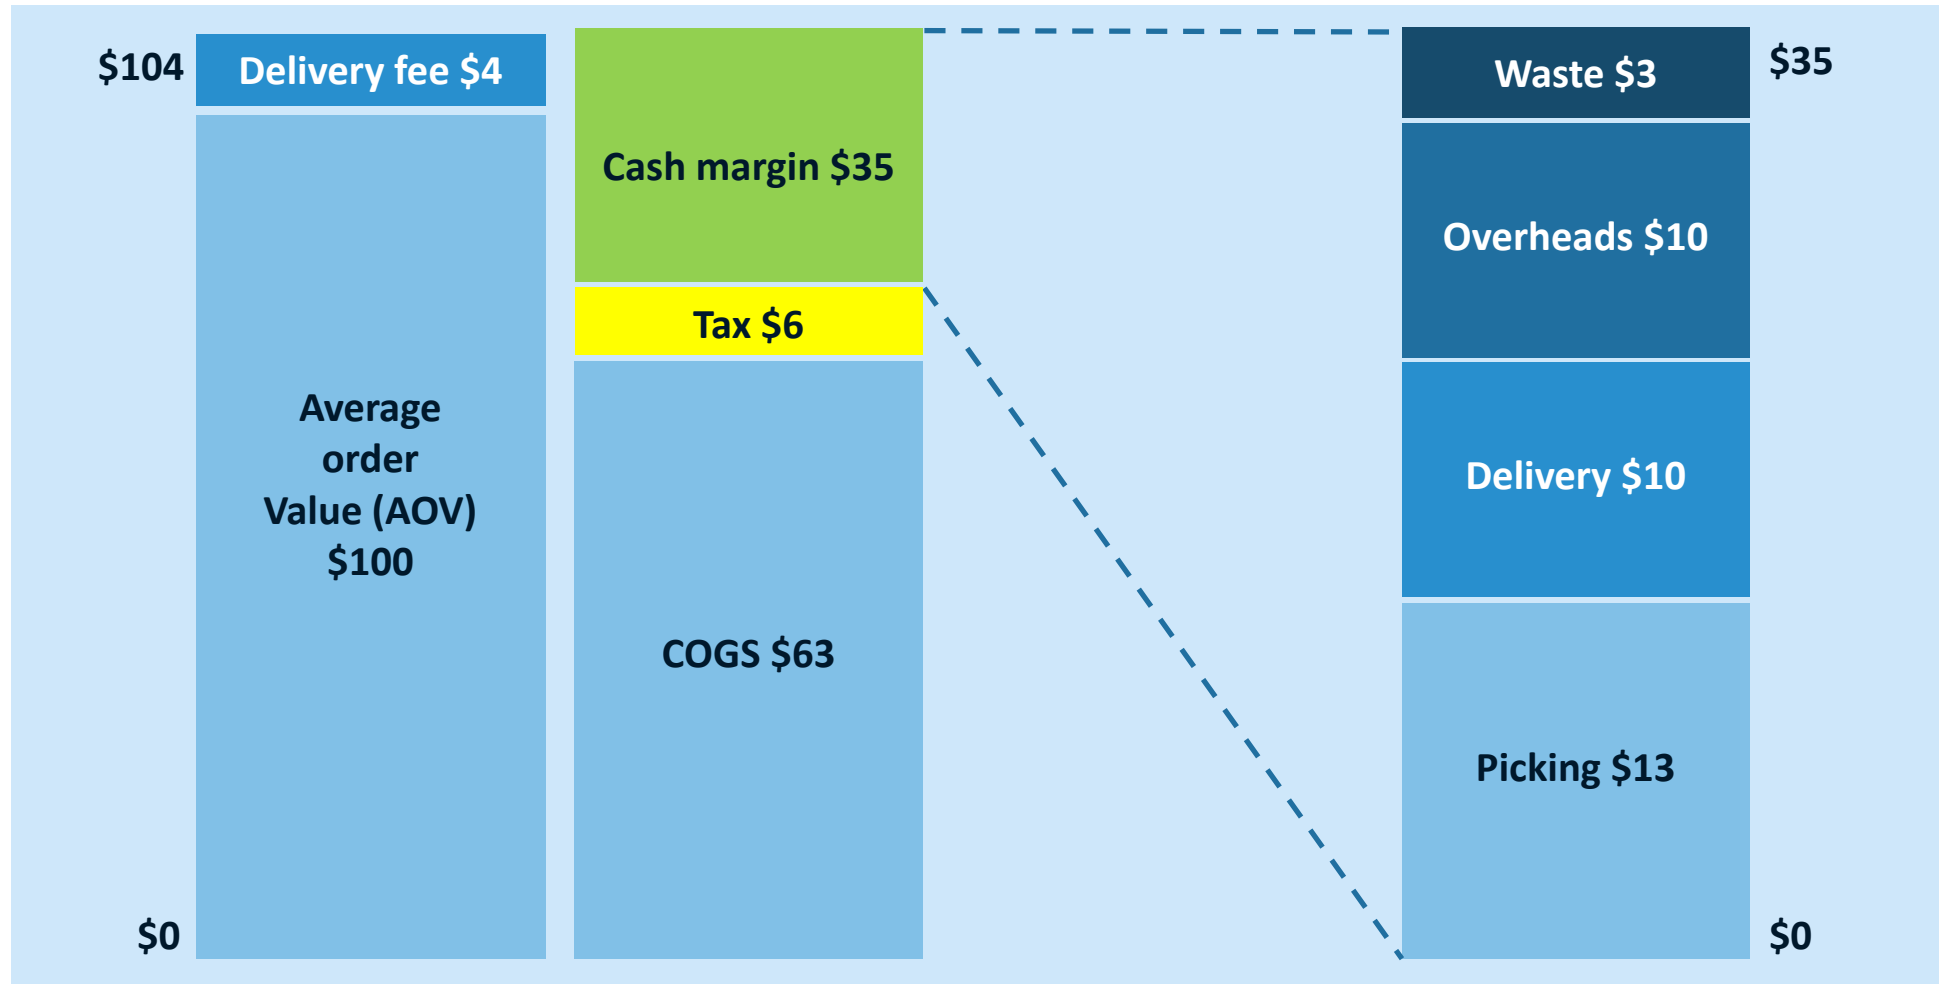 $104
Delivery fee $4
Average
order
Value (AOV)
$100
$0
Cash margin $35
Tax $6
COGS $63
Waste $3
$35
Overheads $10
Delivery $10
Picking $13
$0